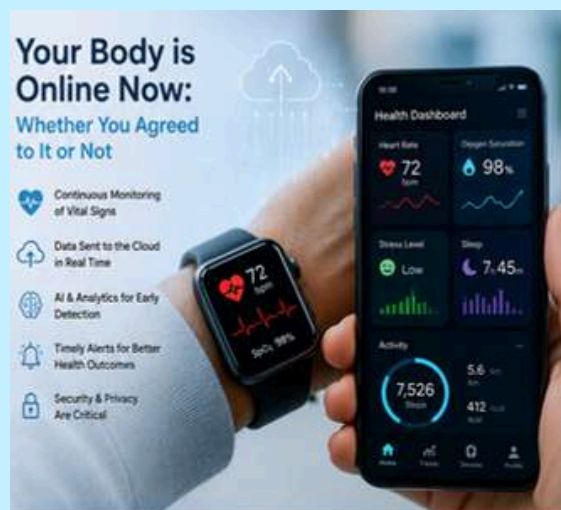 Your Body is
Online Now:
Whether You Agreed
to It or Not
Continuous Monitoring
of Vital Signs
Data Sent to the Cloud
in Real Time
AI & Analytics for Early
Detection
Timely Alerts for Better
Health Outcomes
Security & Privacy
Are Critical
72
bpm
98%
Health Dashboard
Heart Rate
72
bpm
Oxygen Saturation
98%
Stress Level
Low
Sleep
7h 45m
Activity
7,526
Steps
5.6
412
Home
Profile